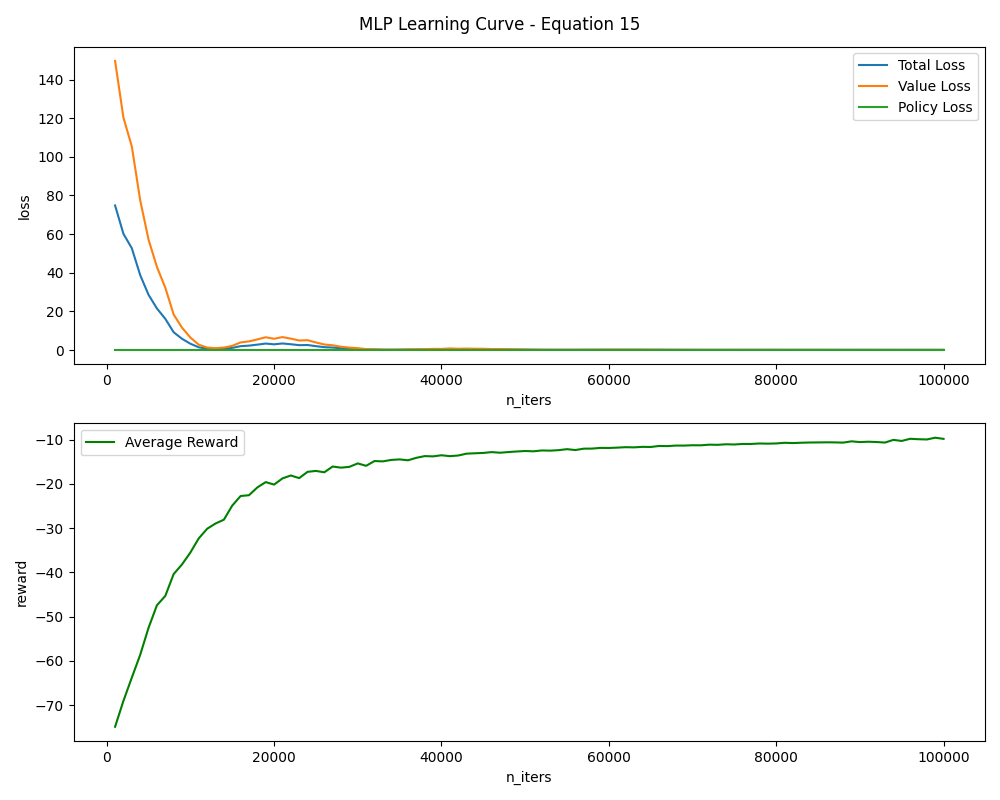 MLP Learning Curve - Equation 15
Total Loss
Value Loss
Policy Loss
140
120
100
80
60
40
20
0
loss
0 20000 40000 60000 80000 100000
n_iters
Average Reward
−10
−20
−30
−40
−50
−60
−70
reward
0 20000 40000 60000 80000 100000
n_iters